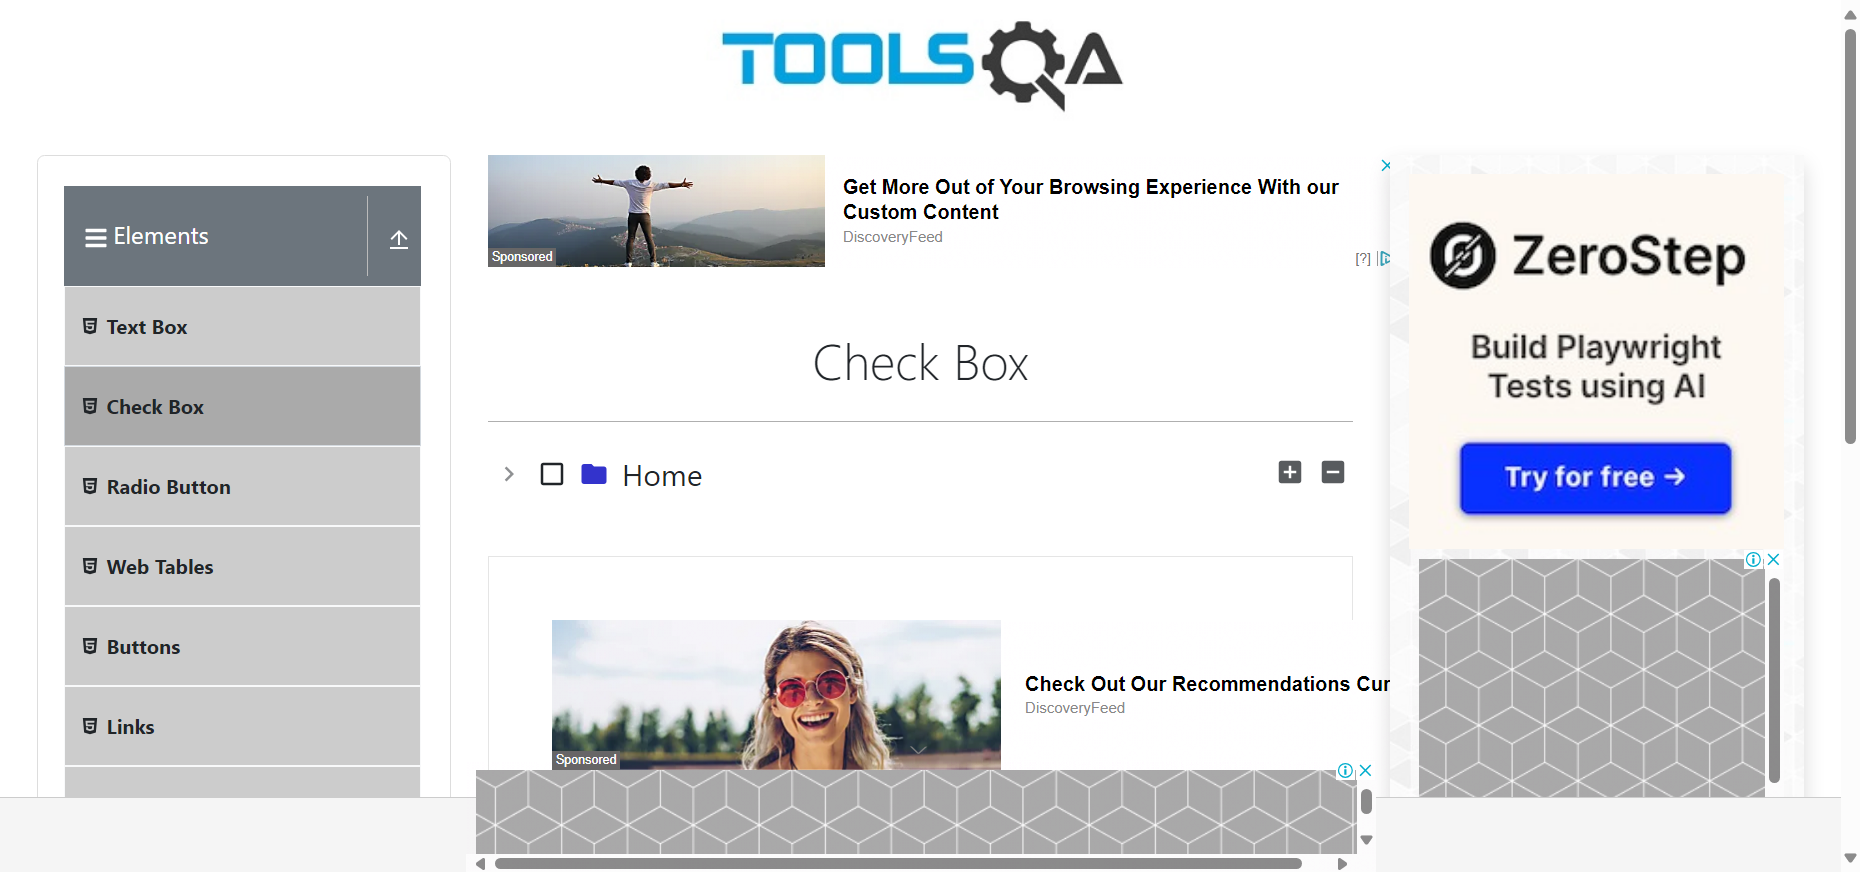 TOOLSQA
Elements
Text Box
Check Box
Radio Button
Web Tables
Buttons
Links
Sponsored
Get More Out of Your Browsing Experience With our
Custom Content
DiscoveryFeed
[?]
Check Box
Home
Sponsored
Check Out Our Recommendations Cur
DiscoveryFeed
ZeroStep
Build Playwright
Tests using AI
Try for free →